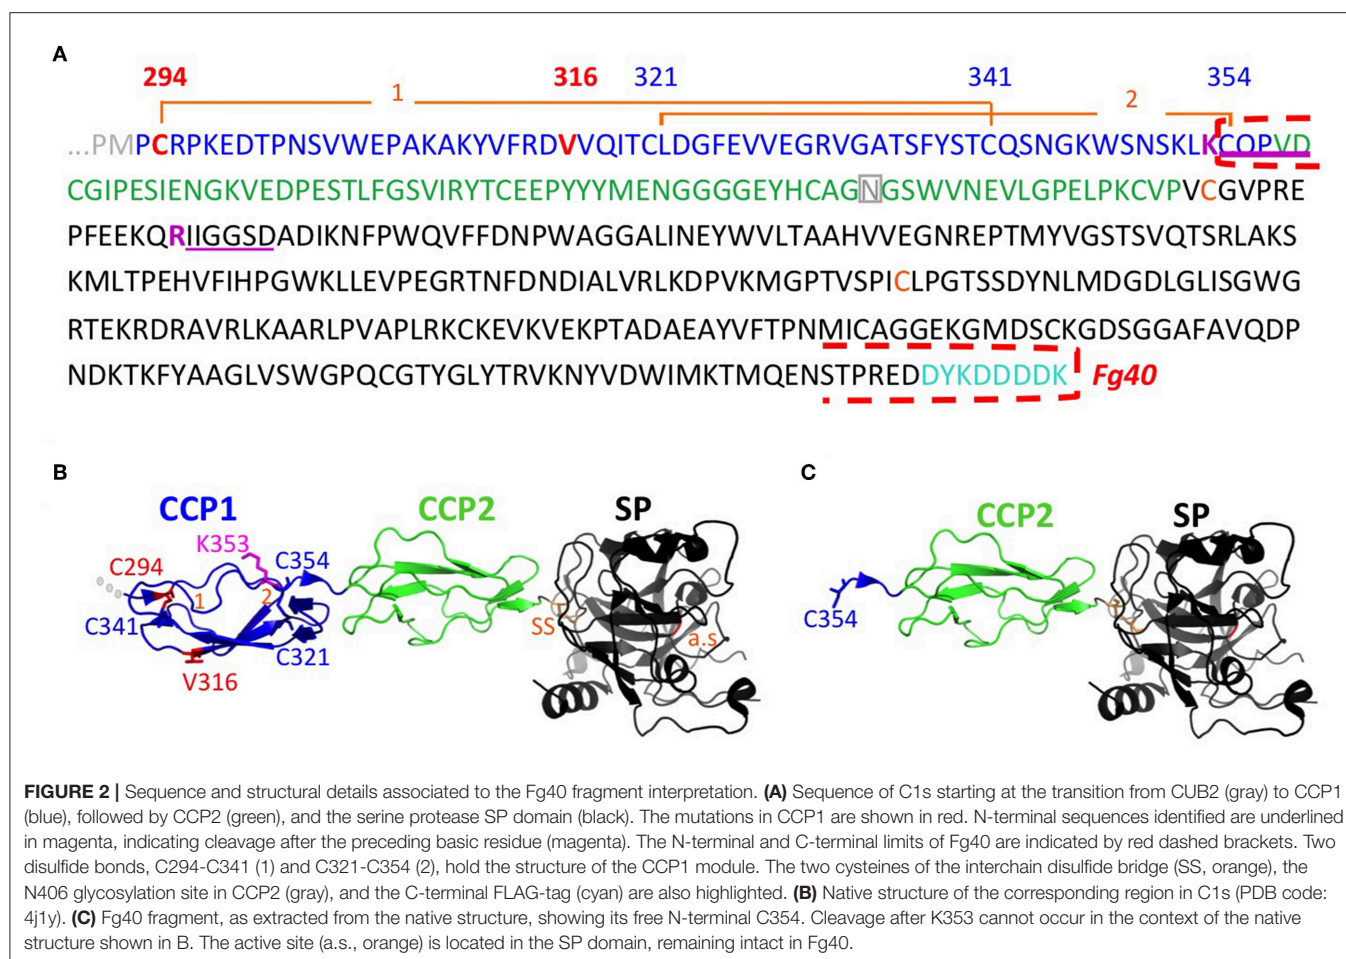 A
294 316 321 341 354
1 2
...PMPCRPKEDTPNSVWEPAKAKYVFRDVVQITCLDGFEVVEGRVGATSFYSTCQSNGKWSNSKLKCQPVD
CGIPESIENGKVEDPESTLFGSVIRYTCEEPYYYMENGGGGEYHCAGNGSWVNEVLGPELPKCVPVCGVPRE
PFEEKQRIIGGSDADIKNFPWQVFFDNPWAGGALINEYWVLTAAHVVEGNREPTMYVGSTSVQTSRLAKS
KMLTPEHVFIHPGWKLLEVPEGRTNFDNDIALVRLKDPVKMGPTVSPICLPGTSSDYNLMDGDLGLISGWG
RTEKRDRAVRLKAARLPVAPLRKCKEVKVEKPTADAEAYVFTPNMICAGGEKGMDSCKGDSGGAFAVQDP
NDKTKFYAAGLVSWGPQCGTYGLYTRVKNYVDWIMKTMQENSTPREDDYKDDDDK Fg40
B
CCP1 CCP2 SP
K353
C294 C354
1 2
C341 SS a.s
C321
V316
C
CCP2 SP
C354
FIGURE 2 | Sequence and structural details associated to the Fg40 fragment interpretation. (A) Sequence of C1s starting at the transition from CUB2 (gray) to CCP1
(blue), followed by CCP2 (green), and the serine protease SP domain (black). The mutations in CCP1 are shown in red. N-terminal sequences identified are underlined
in magenta, indicating cleavage after the preceding basic residue (magenta). The N-terminal and C-terminal limits of Fg40 are indicated by red dashed brackets. Two
disulfide bonds, C294-C341 (1) and C321-C354 (2), hold the structure of the CCP1 module. The two cysteines of the interchain disulfide bridge (SS, orange), the
N406 glycosylation site in CCP2 (gray), and the C-terminal FLAG-tag (cyan) are also highlighted. (B) Native structure of the corresponding region in C1s (PDB code:
4j1y). (C) Fg40 fragment, as extracted from the native structure, showing its free N-terminal C354. Cleavage after K353 cannot occur in the context of the native
structure shown in B. The active site (a.s., orange) is located in the SP domain, remaining intact in Fg40.